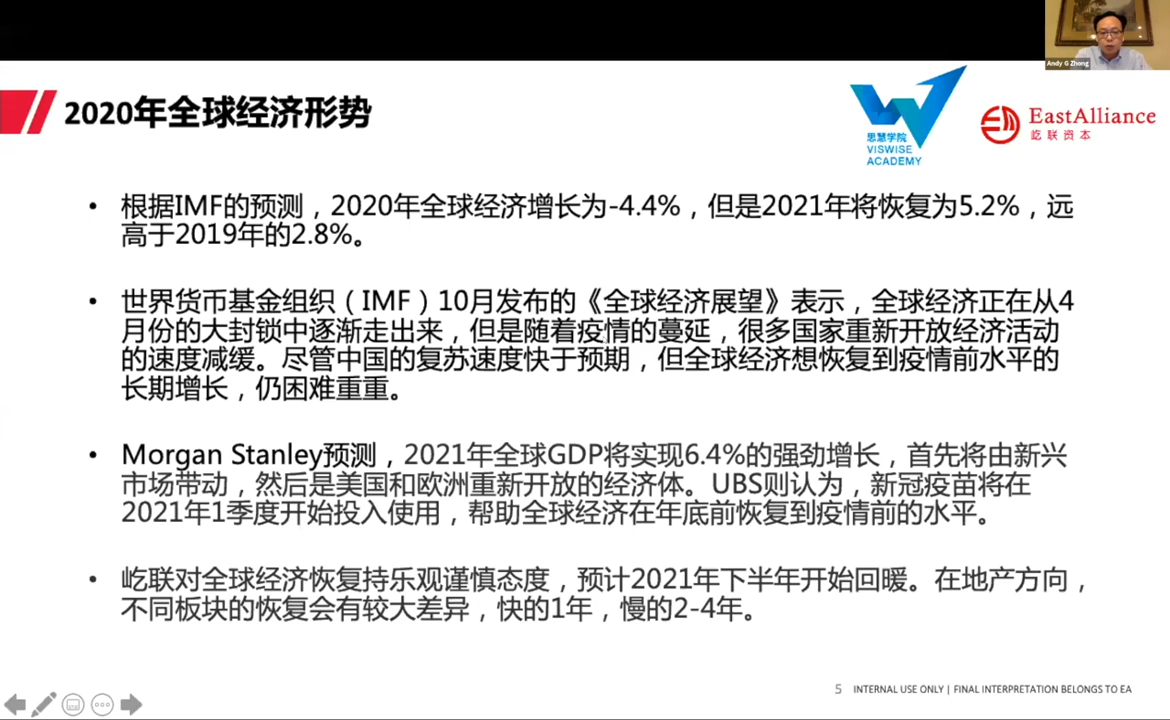 Andy G Zhong
2020年全球经济形势
思慧学院
VISWISE
ACADEMY
EastAlliance
屹联资本
• 根据IMF的预测，2020年全球经济增长为-4.4%，但是2021年将恢复为5.2%，远
高于2019年的2.8%。
• 世界货币基金组织（IMF）10月发布的《全球经济展望》表示，全球经济正在从4
月份的大封锁中逐渐走出来，但是随着疫情的蔓延，很多国家重新开放经济活动
的速度减缓。尽管中国的复苏速度快于预期，但全球经济想恢复到疫情前水平的
长期增长，仍困难重重。
• Morgan Stanley预测，2021年全球GDP将实现6.4%的强劲增长，首先将由新兴
市场带动，然后是美国和欧洲重新开放的经济体。UBS则认为，新冠疫苗将在
2021年1季度开始投入使用，帮助全球经济在年底前恢复到疫情前的水平。
• 屹联对全球经济恢复持乐观谨慎态度，预计2021年下半年开始回暖。在地产方向，
不同板块的恢复会有较大差异，快的1年，慢的2-4年。
5 INTERNAL USE ONLY | FINAL INTERPRETATION BELONGS TO EA